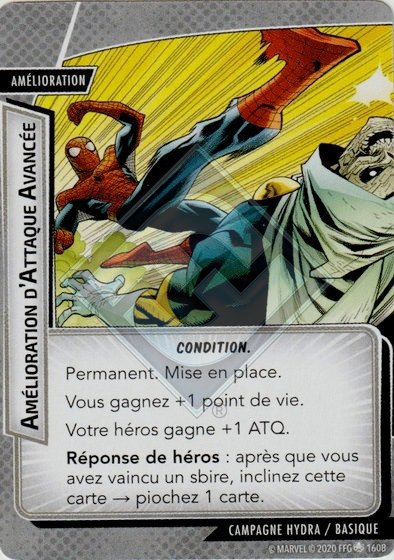 AMÉLIORATION
AMÉLIORATION D'ATTAQUE AVANCÉE
CONDITION.
Permanent. Mise en place.
Vous gagnez +1 point de vie.
Votre héros gagne +1 ATQ.
Réponse de héros : après que vous
avez vaincu un sbire, inclinez cette
carte → piochez 1 carte.
CAMPAGNE HYDRA / BASIQUE
© MARVEL © 2020 FFG 1608